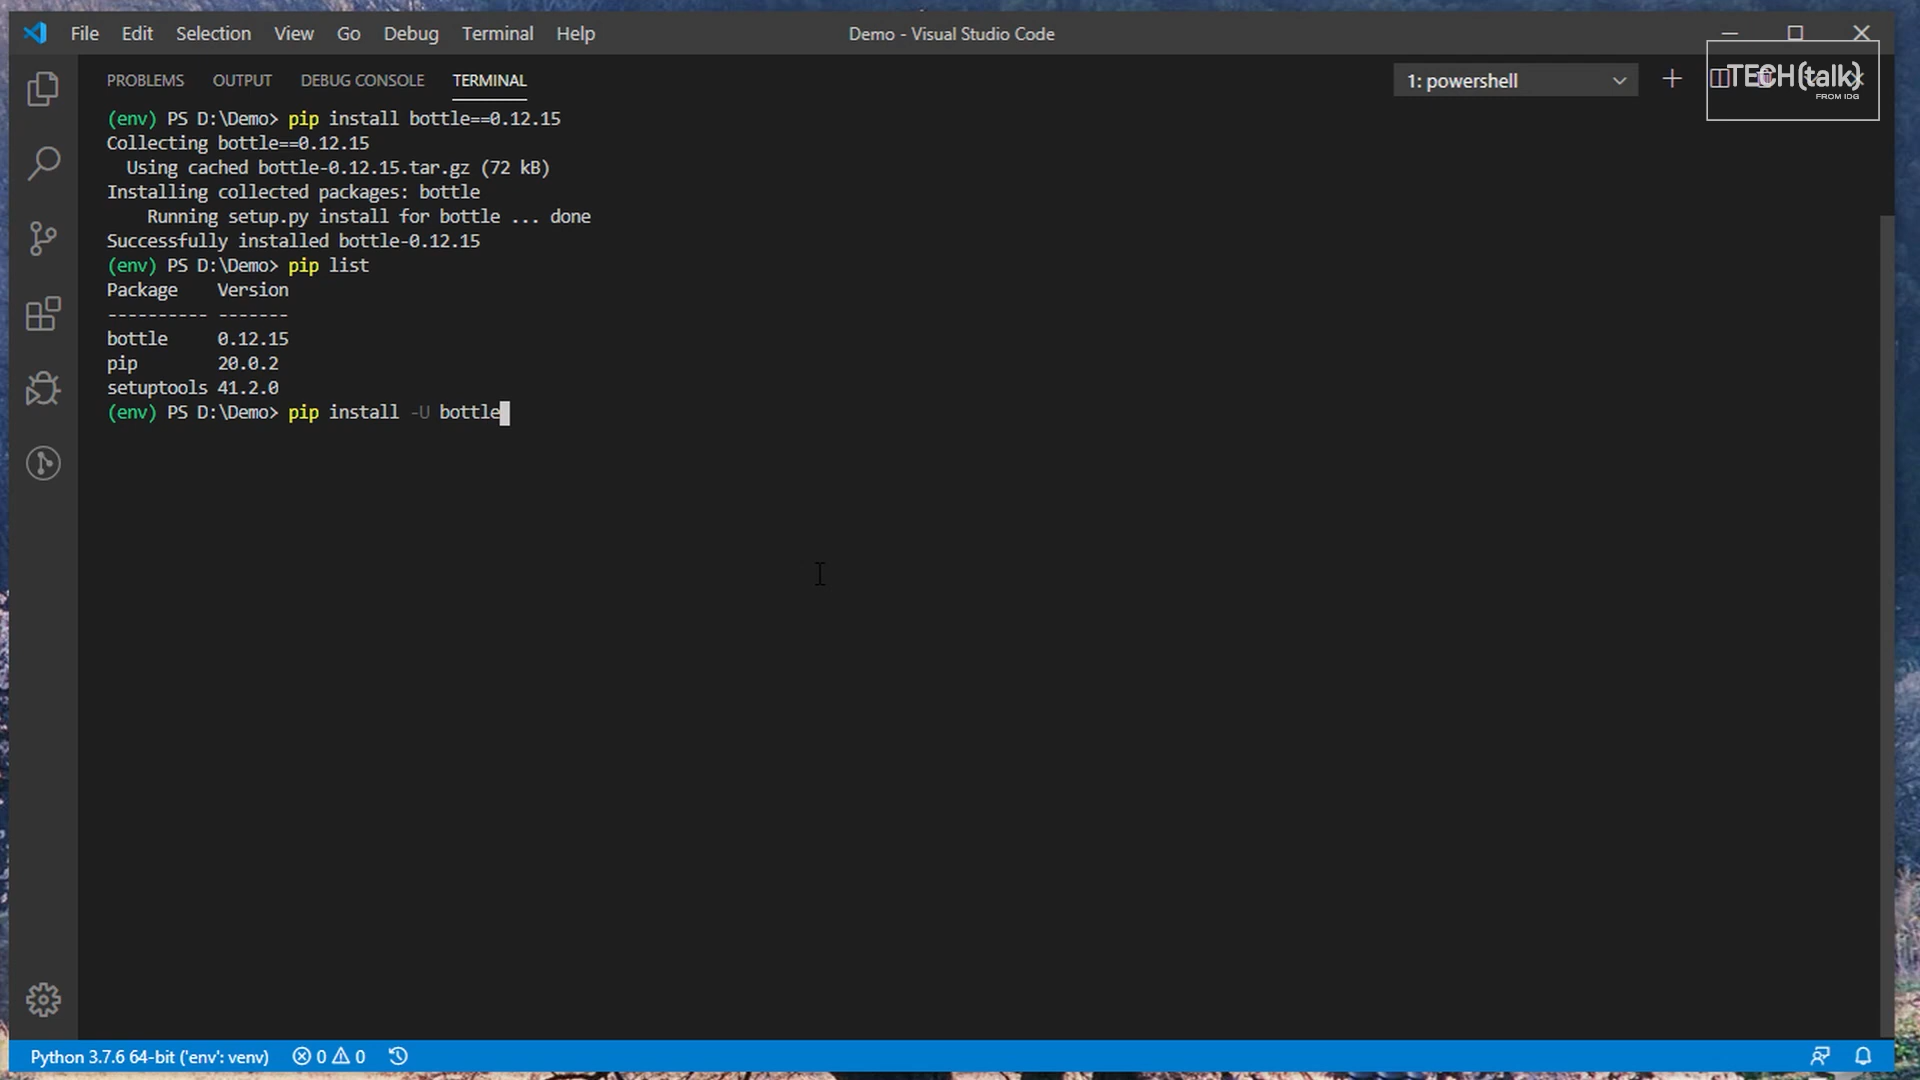 File Edit Selection View Go Debug Terminal Help Demo - Visual Studio Code
PROBLEMS OUTPUT DEBUG CONSOLE TERMINAL 1: powershell
TECH(talk)
FROM IDG
(env) PS D:\Demo> pip install bottle==0.12.15
Collecting bottle==0.12.15
  Using cached bottle-0.12.15.tar.gz (72 kB)
Installing collected packages: bottle
    Running setup.py install for bottle ... done
Successfully installed bottle-0.12.15
(env) PS D:\Demo> pip list
Package    Version
---------- -------
bottle     0.12.15
pip        20.0.2
setuptools 41.2.0
(env) PS D:\Demo> pip install -U bottle
Python 3.7.6 64-bit ('env': venv) 0 0